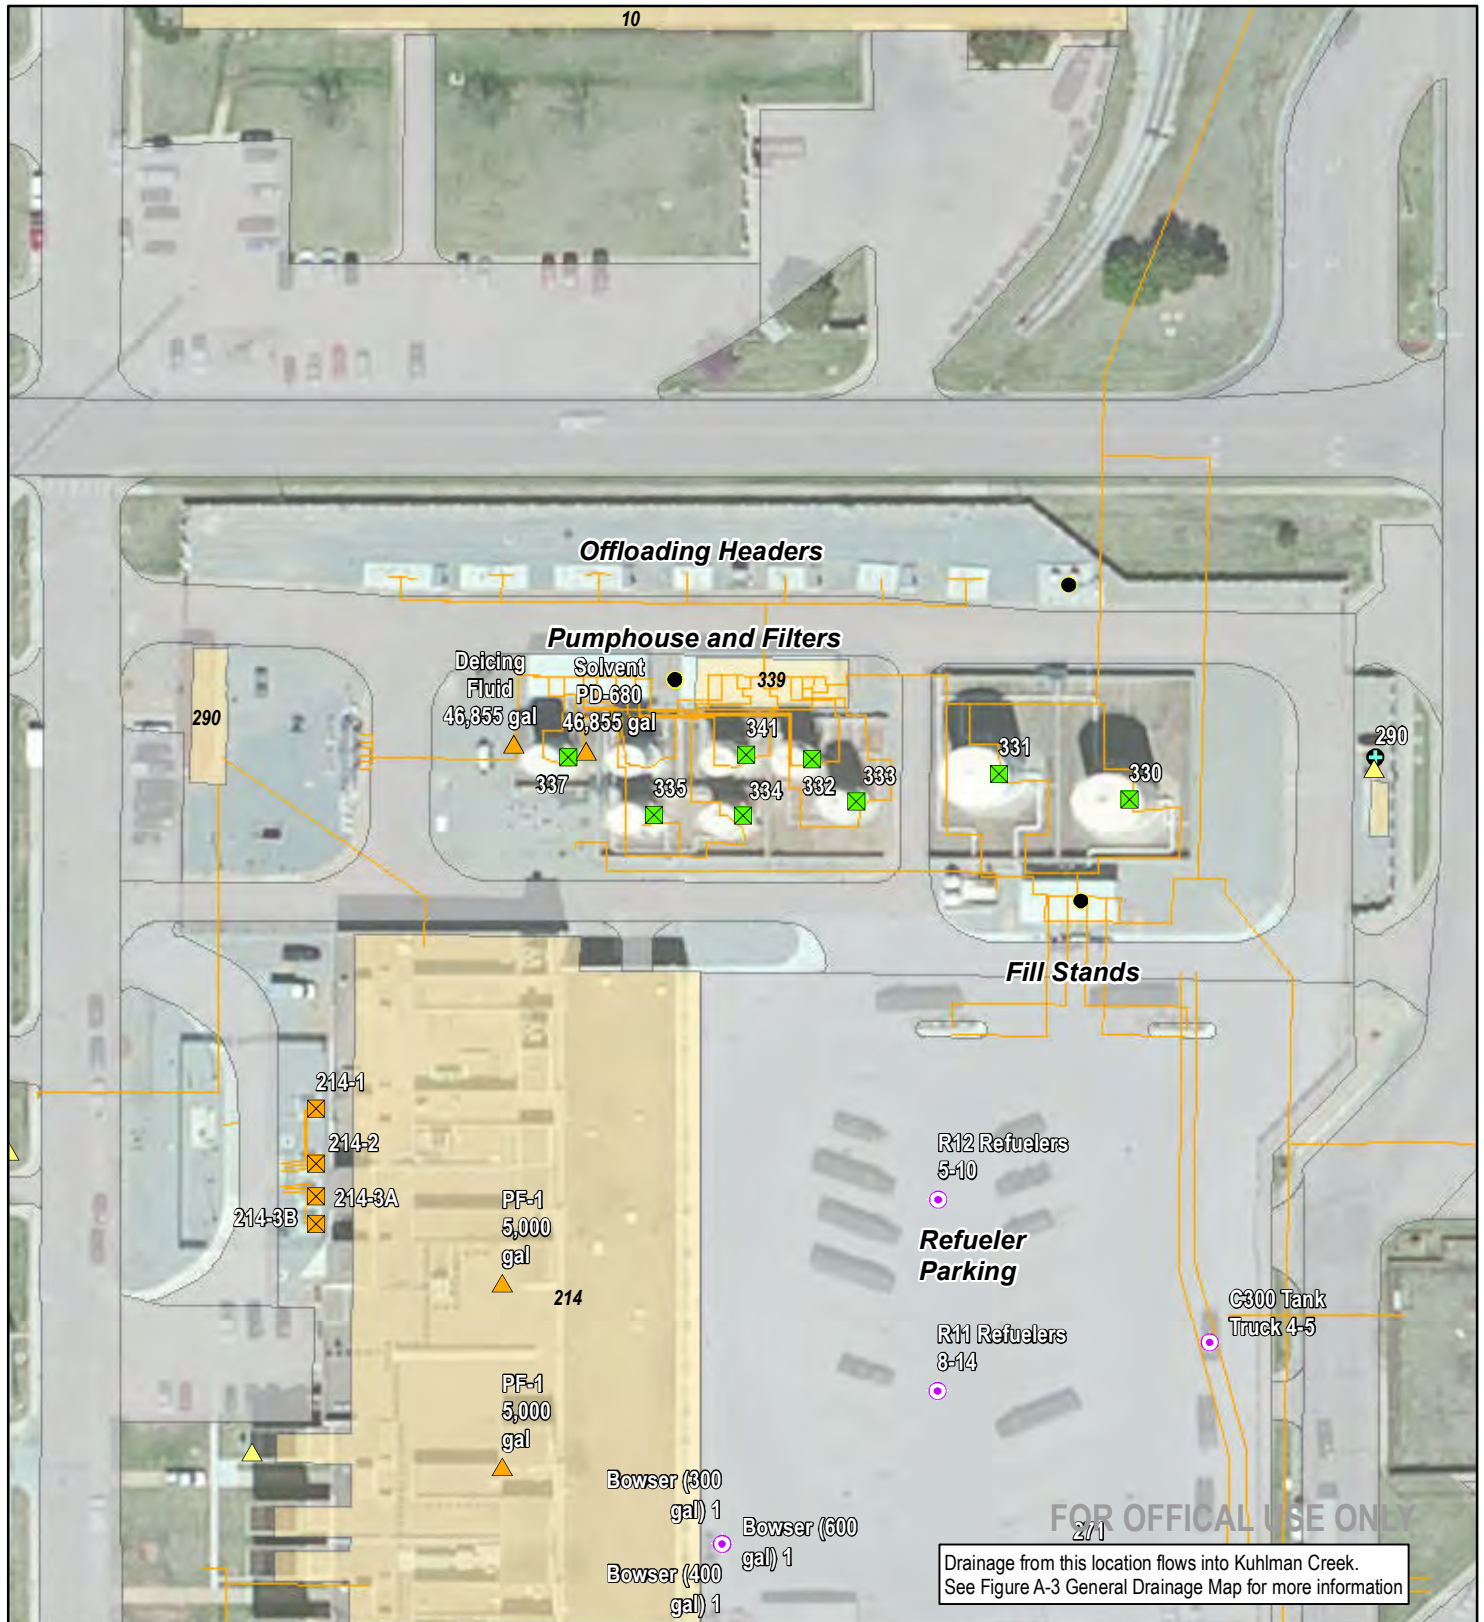 10
Offloading Headers
Pumphouse and Filters
Deicing
Fluid
46,855 gal
Solvent
PD-680
46,855 gal
339
290
341
337
335
334
332
333
331
330
290
Fill Stands
214-1
214-2
214-3A
214-3B
PF-1
5,000
gal
R12 Refuelers
5-10
Refueler
Parking
214
C300 Tank
Truck 4-5
R11 Refuelers
8-14
PF-1
5,000
gal
Bowser (300
gal) 1
Bowser (600
gal) 1
Bowser (400
gal) 1
FOR OFFICAL USE ONLY
271
Drainage from this location flows into Kuhlman Creek.
See Figure A-3 General Drainage Map for more information